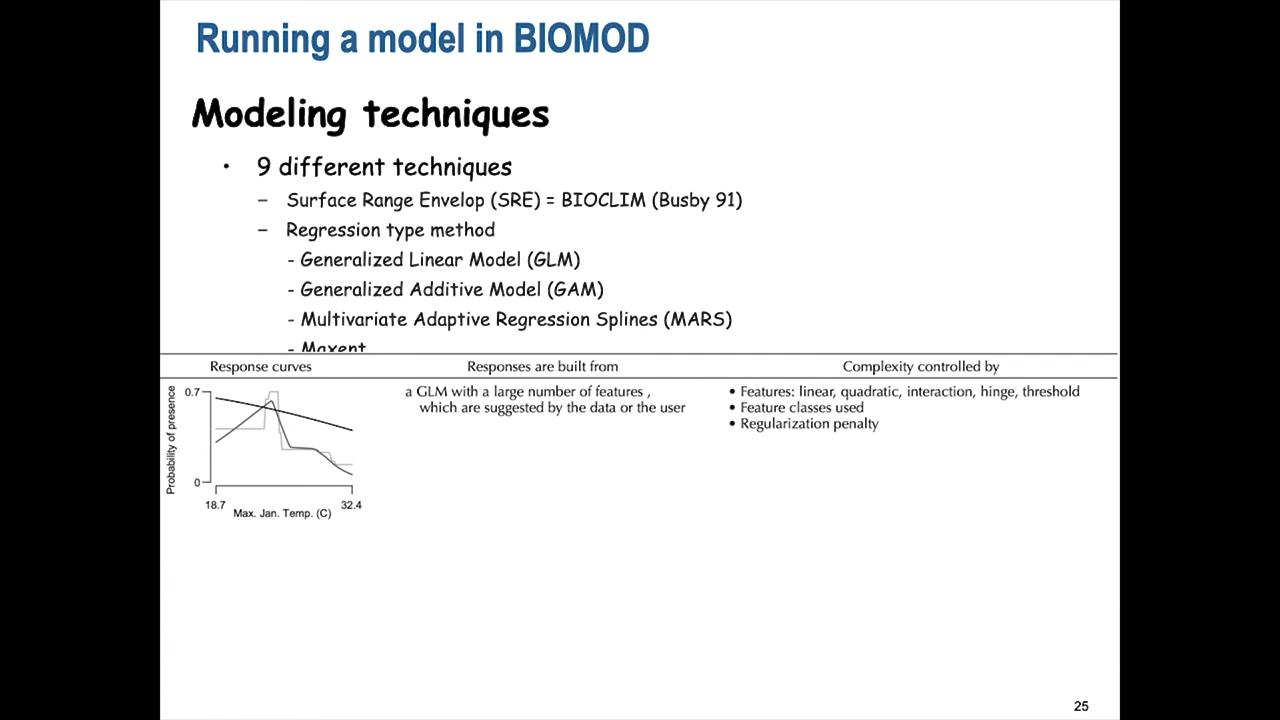 Running a model in BIOMOD
Modeling techniques
• 9 different techniques
– Surface Range Envelop (SRE) = BIOCLIM (Busby 91)
– Regression type method
- Generalized Linear Model (GLM)
- Generalized Additive Model (GAM)
- Multivariate Adaptive Regression Splines (MARS)
- Maxent
Response curves
Responses are built from
Complexity controlled by
Probability of presence
0.7
0
18.7
32.4
Max. Jan. Temp. (C)
a GLM with a large number of features ,
which are suggested by the data or the user
• Features: linear, quadratic, interaction, hinge, threshold
• Feature classes used
• Regularization penalty
25